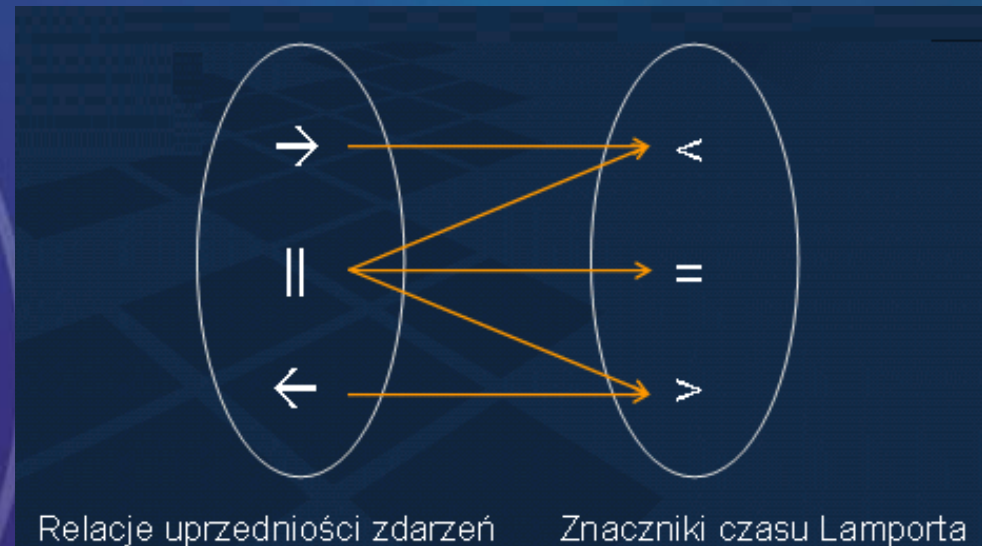 → <
|| =
← >
Relacje uprzedniości zdarzeń Znaczniki czasu Lamporta